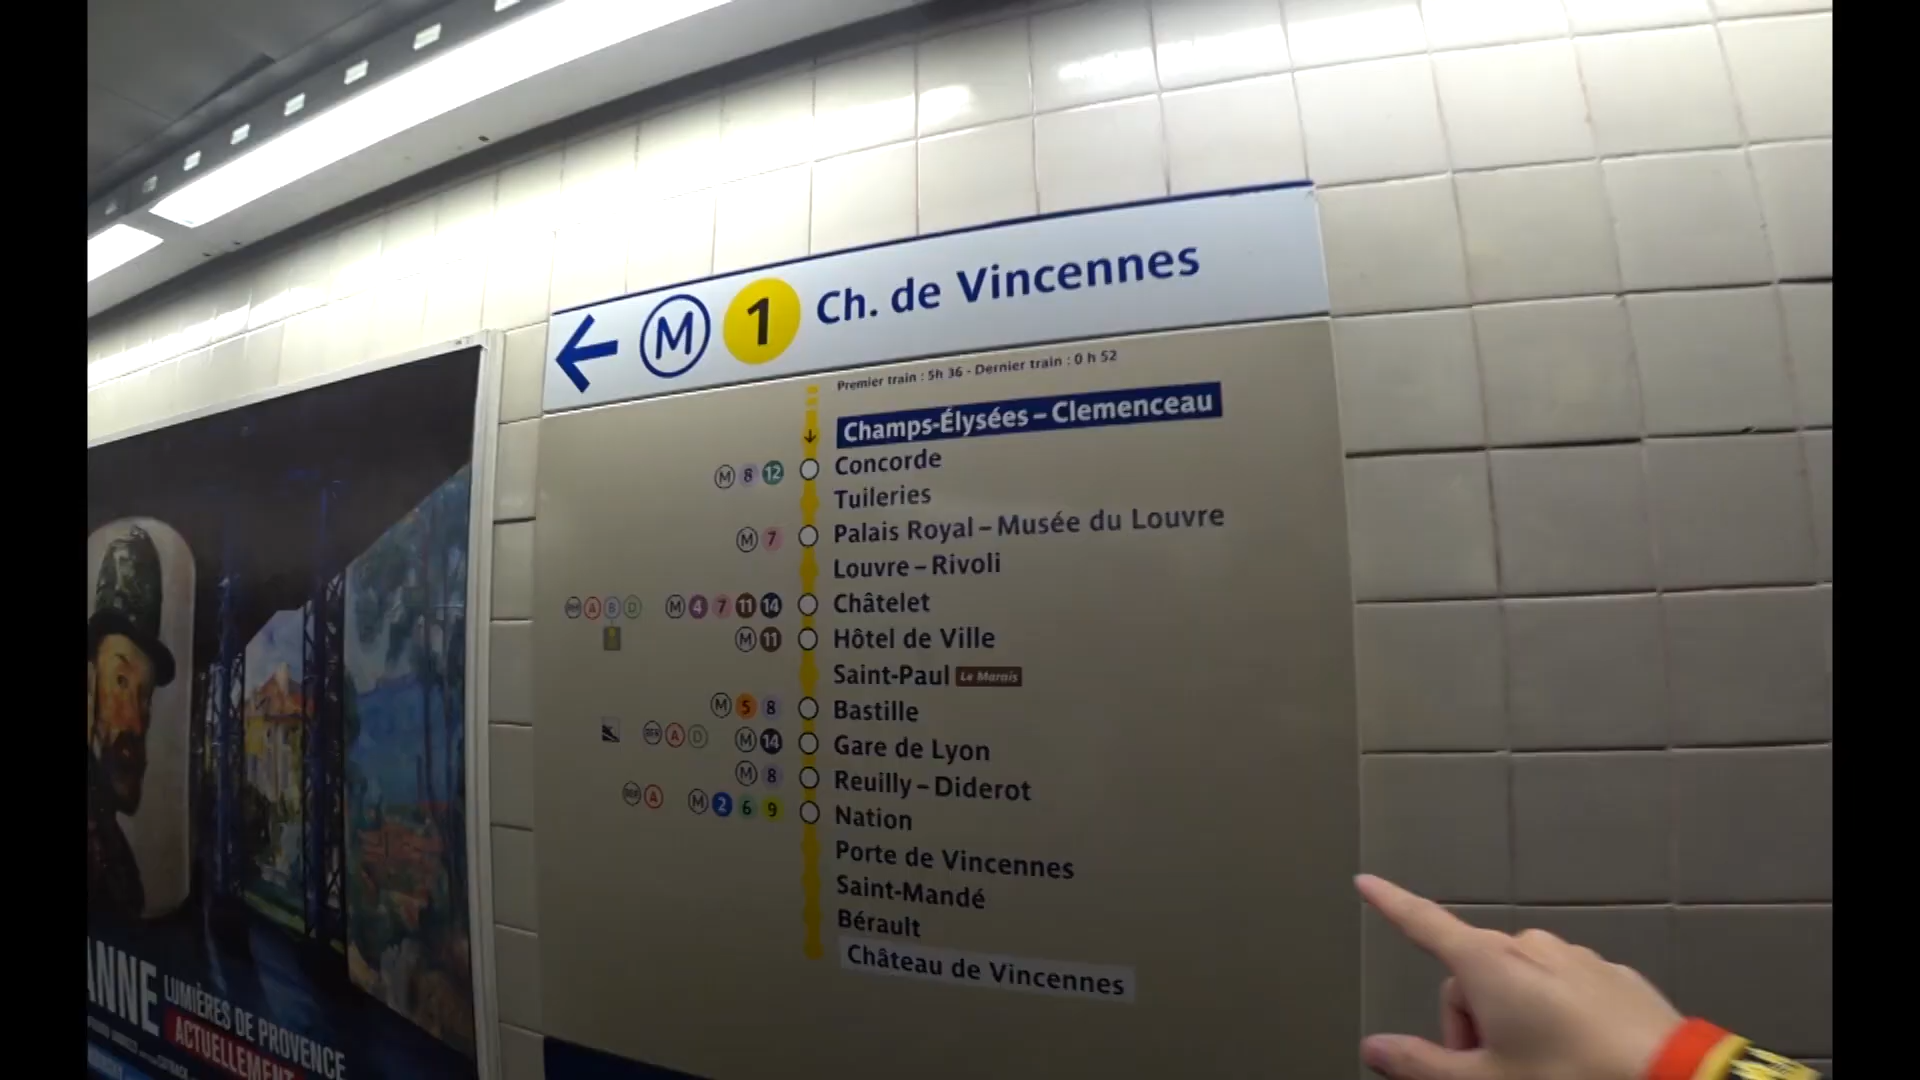 M 1 Ch. de Vincennes
Premier train : 5h 36 - Dernier train : 0 h 52
Champs-Élysées – Clemenceau
M 8 12 Concorde
Tuileries
M 7 Palais Royal – Musée du Louvre
Louvre – Rivoli
RER A B D M 4 7 11 14 Châtelet
M 11 Hôtel de Ville
Saint-Paul Le Marais
M 5 8 Bastille
RER A D M 14 Gare de Lyon
M 8 Reuilly – Diderot
RER A M 2 6 9 Nation
Porte de Vincennes
Saint-Mandé
Bérault
Château de Vincennes
ANNE
LUMIÈRES DE PROVENCE
ACTUELLEMENT